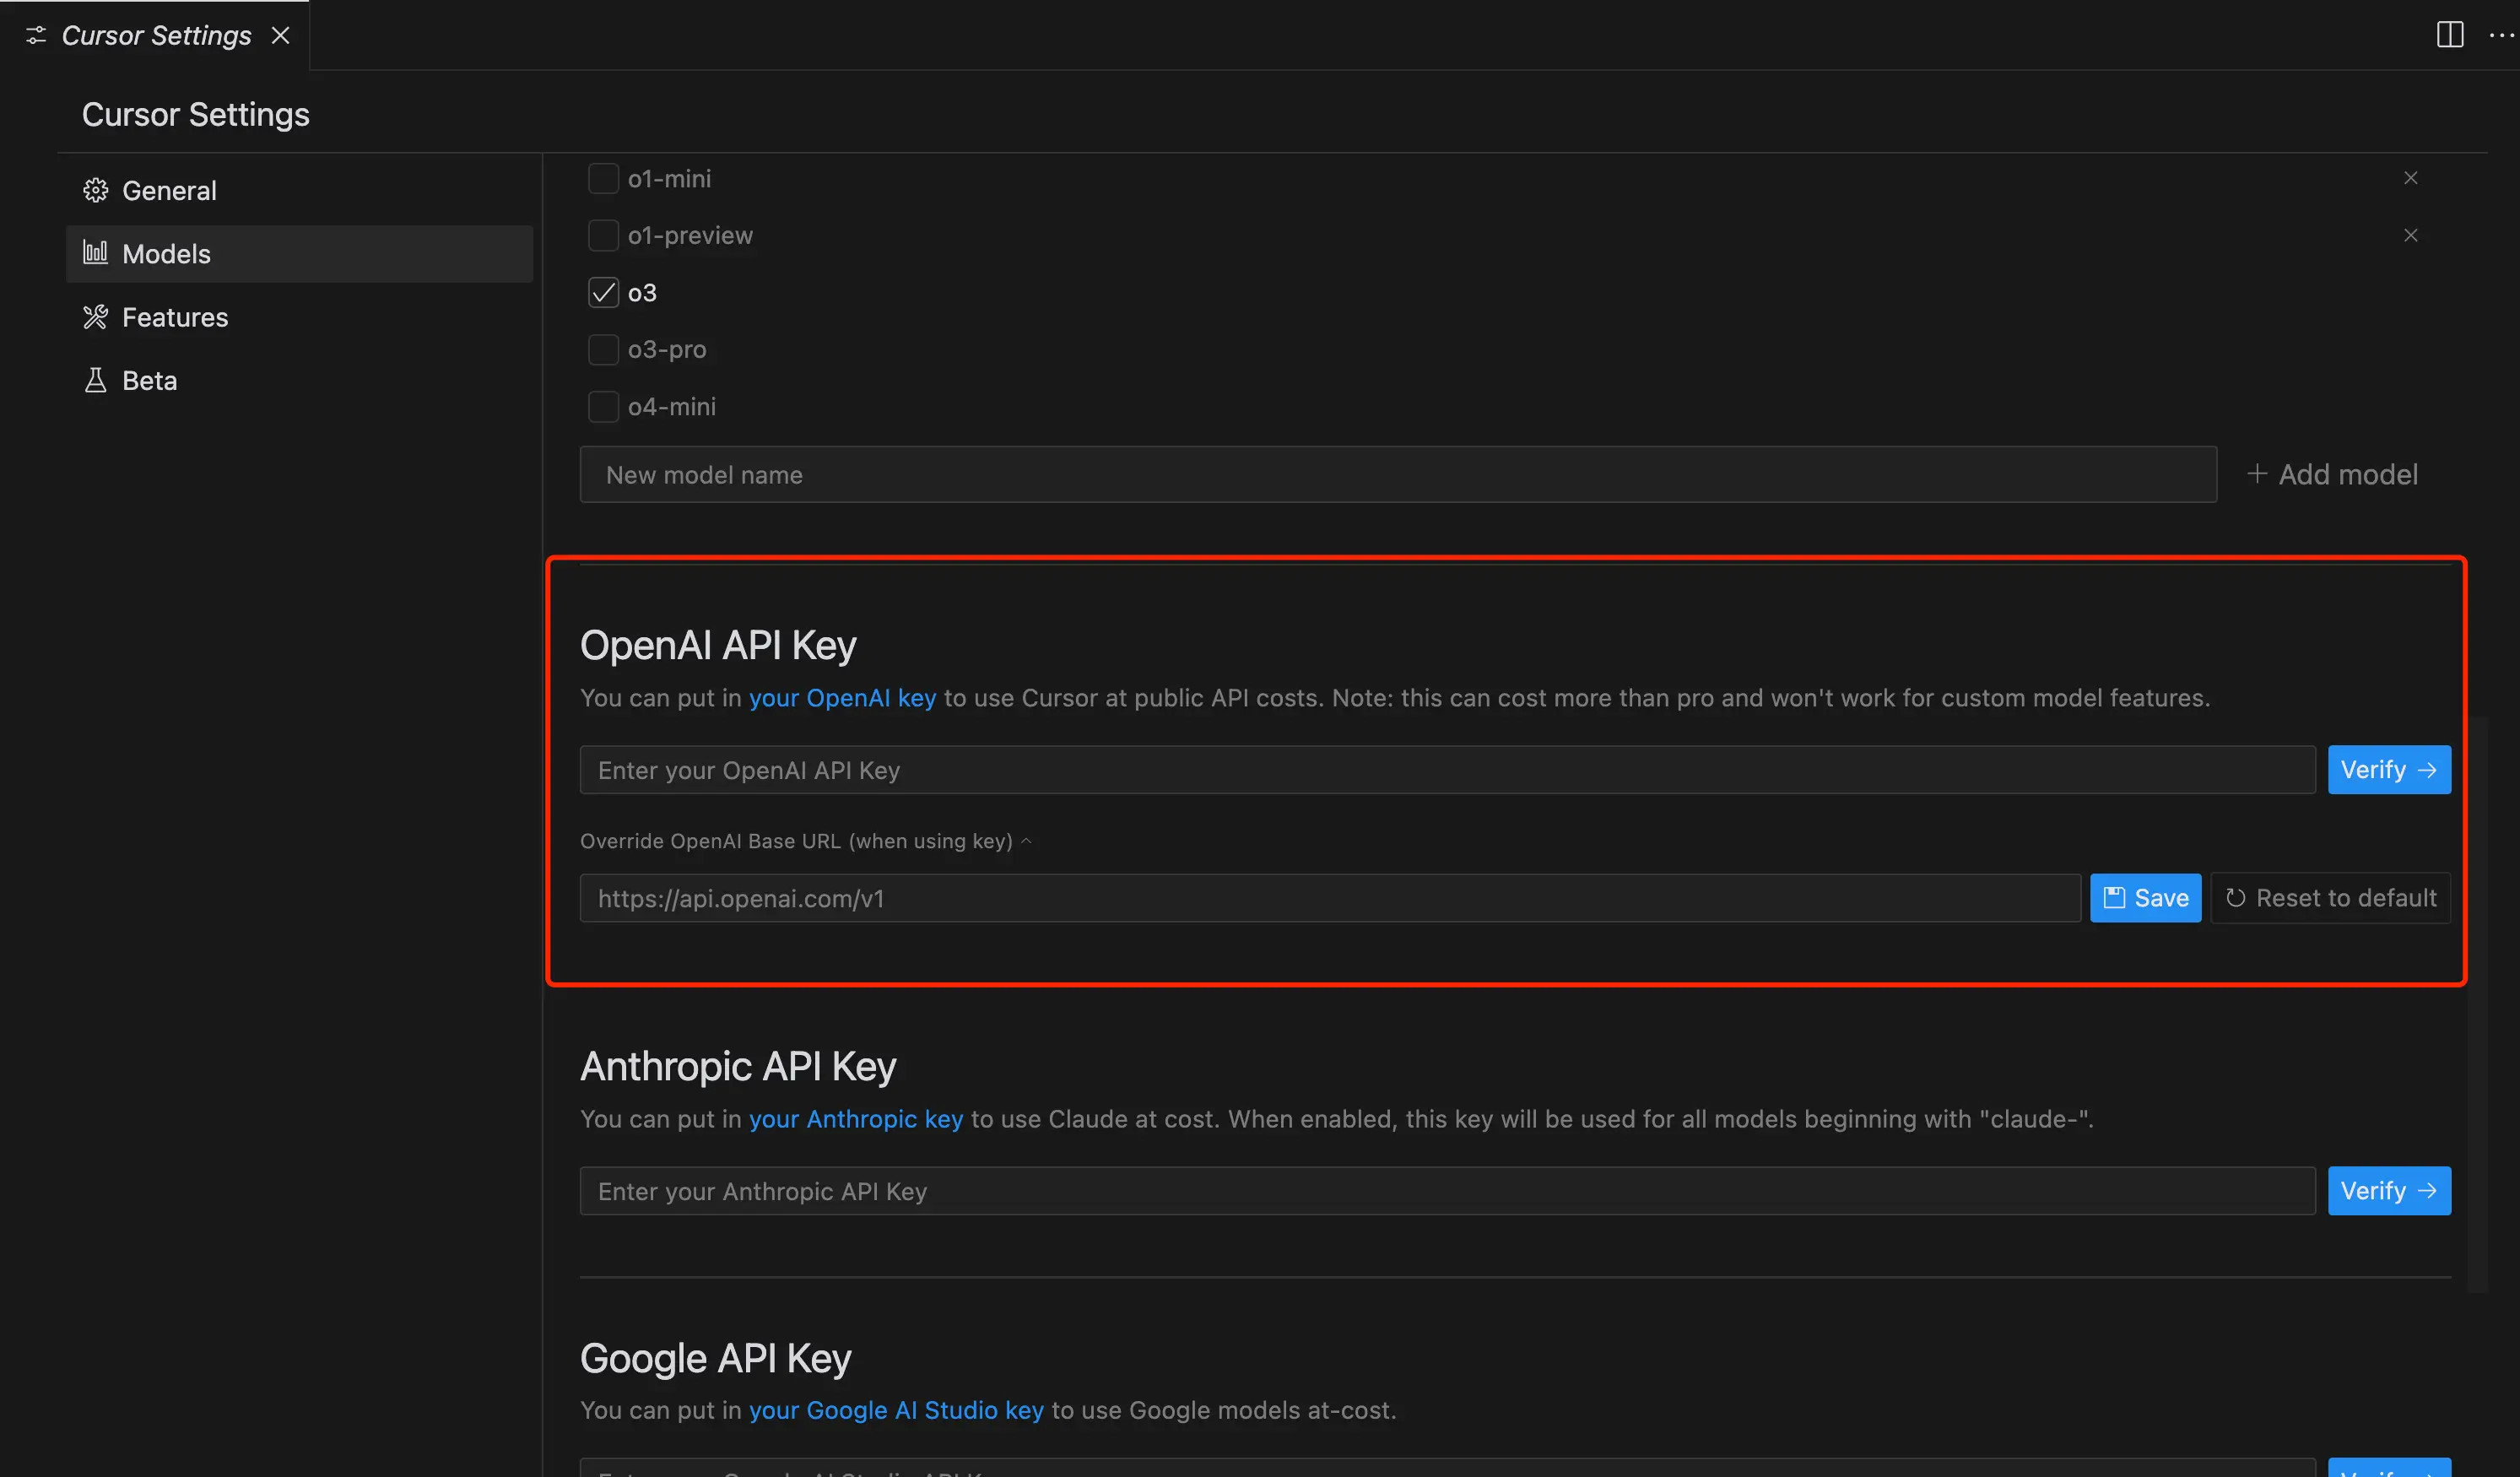 Cursor Settings
Cursor Settings
General
Models
Features
Beta
o1-mini
o1-preview
o3
o3-pro
o4-mini
New model name
Add model
OpenAI API Key
You can put in your OpenAI key to use Cursor at public API costs. Note: this can cost more than pro and won't work for custom model features.
Enter your OpenAI API Key
Verify →
Override OpenAI Base URL (when using key)
https://api.openai.com/v1
Save
Reset to default
Anthropic API Key
You can put in your Anthropic key to use Claude at cost. When enabled, this key will be used for all models beginning with "claude-".
Enter your Anthropic API Key
Verify →
Google API Key
You can put in your Google AI Studio key to use Google models at-cost.